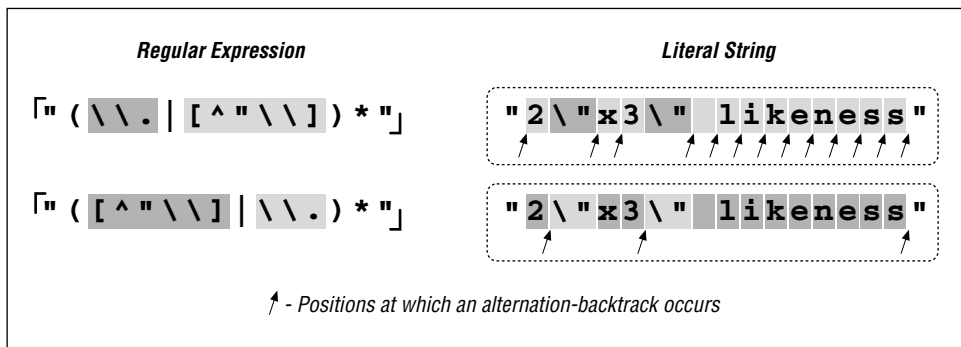 Regular Expression Literal String
⌈"(\\.|[^"\\])*"⌋ "2\"x3\" likeness"
⌈"([^"\\]|\\.)*"⌋ "2\"x3\" likeness"
- Positions at which an alternation-backtrack occurs